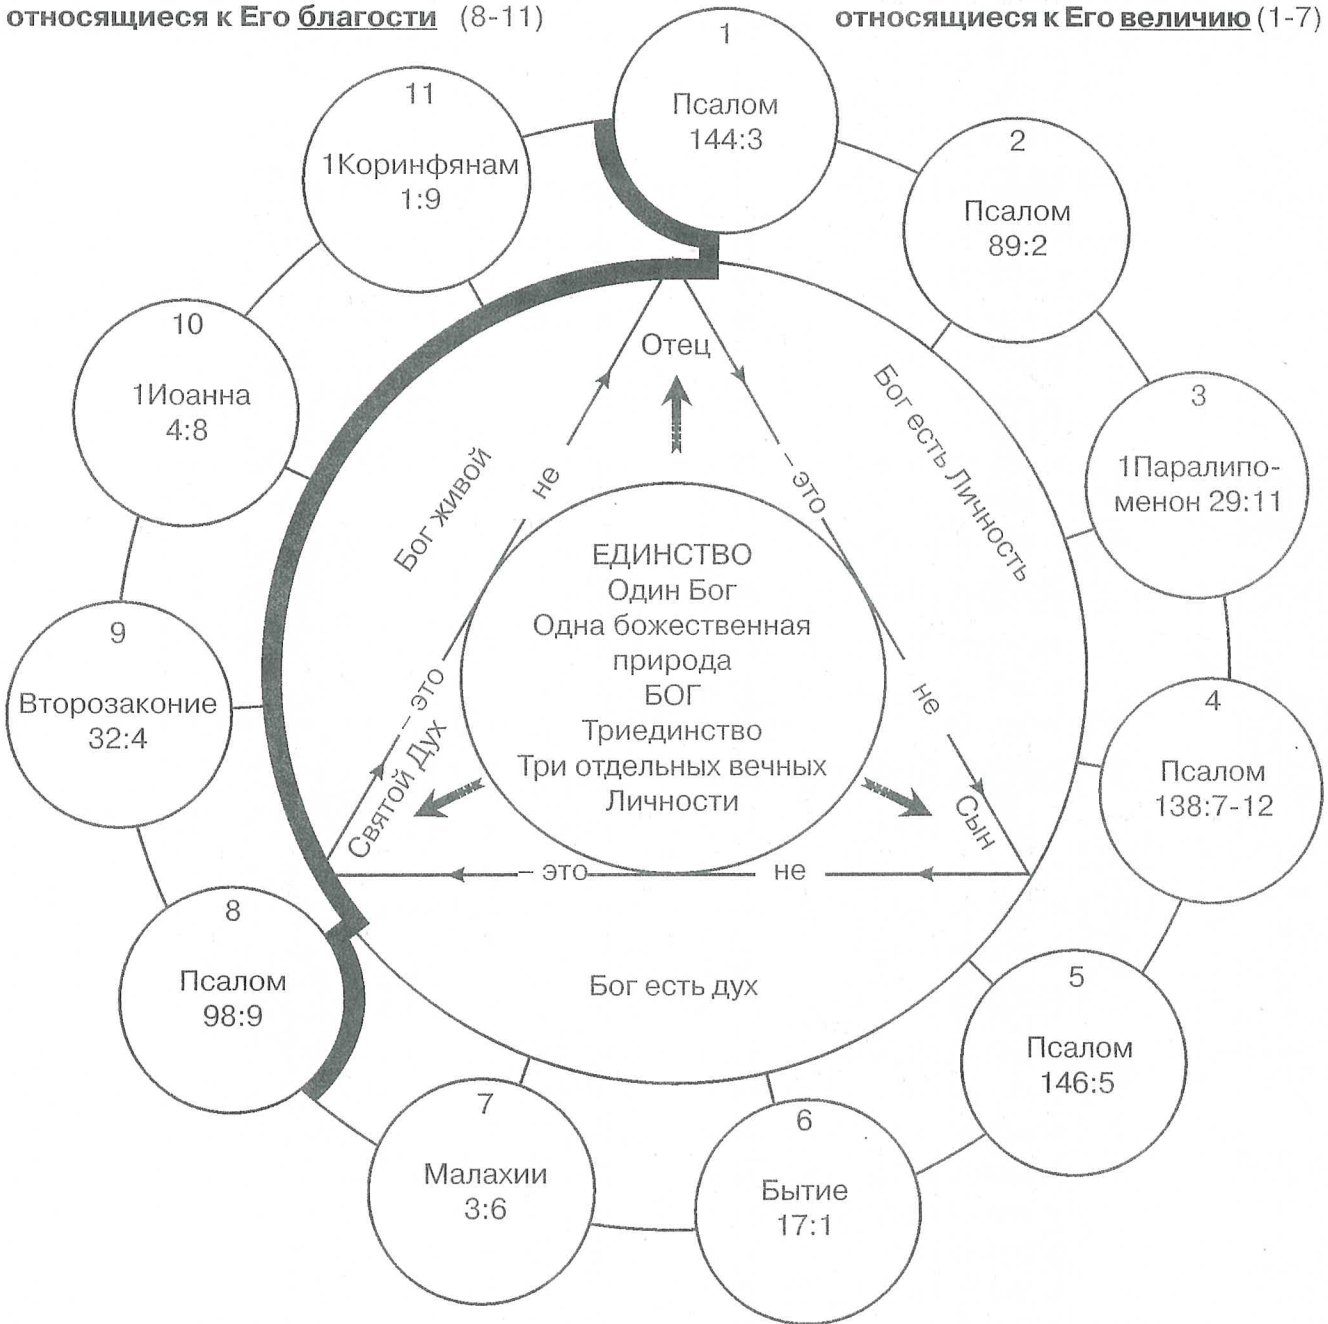 относящиеся к Его благости (8-11)
относящиеся к Его величию (1-7)
1
Псалом
144:3
2
Псалом
89:2
3
1Паралипо-
менон 29:11
4
Псалом
138:7-12
5
Псалом
146:5
6
Бытие
17:1
7
Малахии
3:6
8
Псалом
98:9
9
Второзаконие
32:4
10
1Иоанна
4:8
11
1Коринфянам
1:9
Отец
– это
не
Сын
не
– это
Святой Дух
– это
не
Бог живой
Бог есть Личность
Бог есть дух
ЕДИНСТВО
Один Бог
Одна божественная
природа
БОГ
Триединство
Три отдельных вечных
Личности